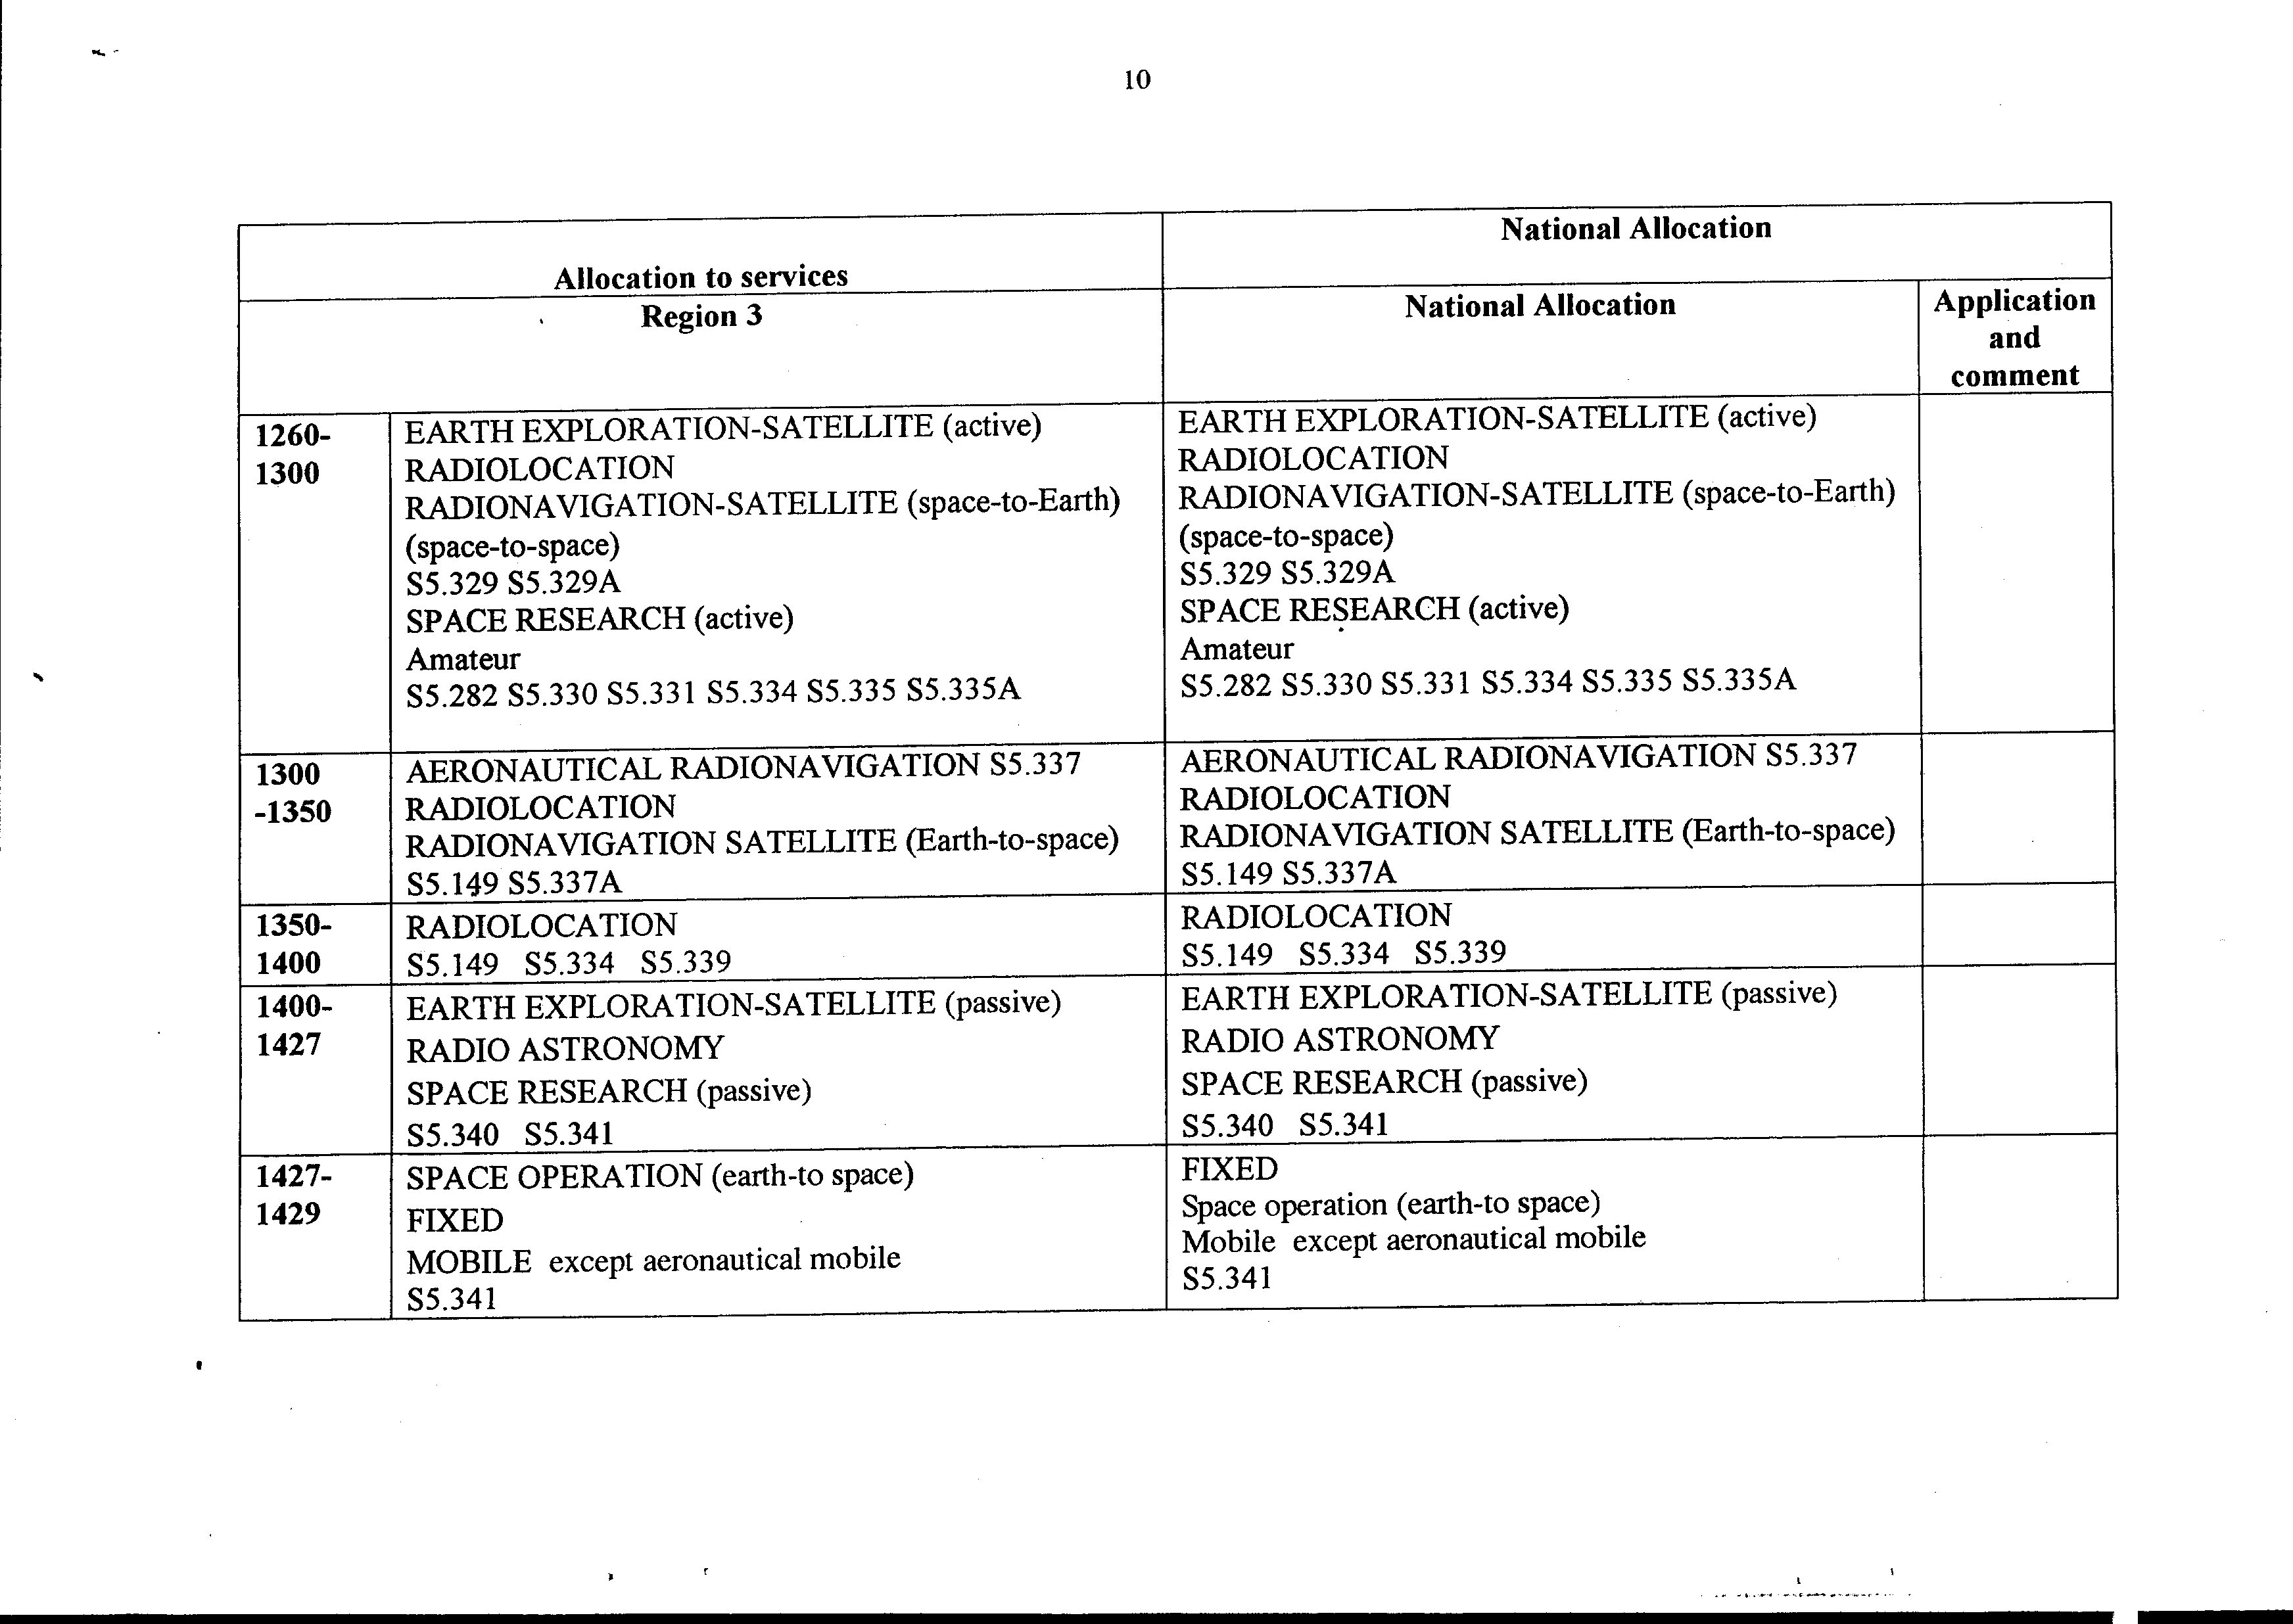 10
National Allocation
Allocation to services
Region 3
National Allocation
Application
and
comment
1260-
1300
EARTH EXPLORATION-SATELLITE (active)
RADIOLOCATION
RADIONAVIGATION-SATELLITE (space-to-Earth)
(space-to-space)
S5.329 S5.329A
SPACE RESEARCH (active)
Amateur
S5.282 S5.330 S5.331 S5.334 S5.335 S5.335A
EARTH EXPLORATION-SATELLITE (active)
RADIOLOCATION
RADIONAVIGATION-SATELLITE (space-to-Earth)
(space-to-space)
S5.329 S5.329A
SPACE RESEARCH (active)
Amateur
S5.282 S5.330 S5.331 S5.334 S5.335 S5.335A
1300
-1350
AERONAUTICAL RADIONAVIGATION S5.337
RADIOLOCATION
RADIONAVIGATION SATELLITE (Earth-to-space)
S5.149 S5.337A
AERONAUTICAL RADIONAVIGATION S5.337
RADIOLOCATION
RADIONAVIGATION SATELLITE (Earth-to-space)
S5.149 S5.337A
1350-
1400
RADIOLOCATION
S5.149 S5.334 S5.339
RADIOLOCATION
S5.149 S5.334 S5.339
1400-
1427
EARTH EXPLORATION-SATELLITE (passive)
RADIO ASTRONOMY
SPACE RESEARCH (passive)
S5.340 S5.341
EARTH EXPLORATION-SATELLITE (passive)
RADIO ASTRONOMY
SPACE RESEARCH (passive)
S5.340 S5.341
1427-
1429
SPACE OPERATION (earth-to space)
FIXED
MOBILE except aeronautical mobile
S5.341
FIXED
Space operation (earth-to space)
Mobile except aeronautical mobile
S5.341